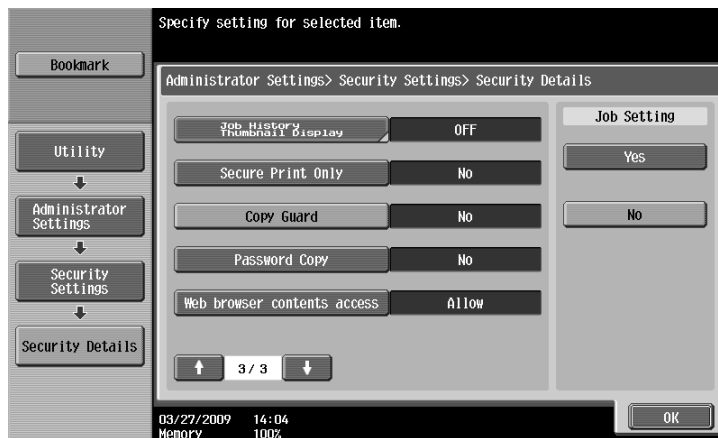 Specify setting for selected item.
Bookmark
Administrator Settings> Security Settings> Security Details
Utility
Administrator
Settings
Security
Settings
Security Details
Job History
Thumbnail Display
OFF
Secure Print Only
No
Copy Guard
No
Password Copy
No
Web browser contents access
Allow
3/ 3
Job Setting
Yes
No
03/27/2009 14:04
Memory 100%
OK